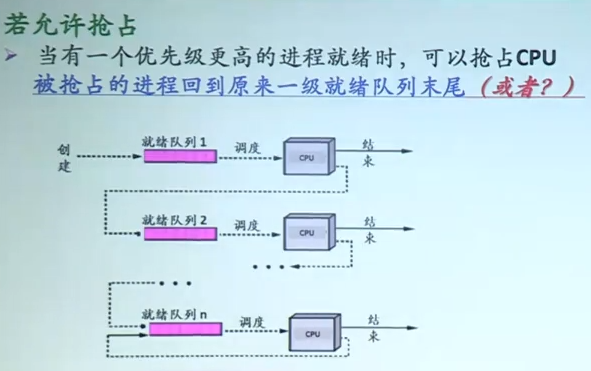 若允许抢占
当有一个优先级更高的进程就绪时，可以抢占CPU
被抢占的进程回到原来一级就绪队列末尾（或者？）
创建
就绪队列 1
调度
CPU
结束
就绪队列 2
调度
CPU
结束
就绪队列 n
调度
CPU
结束